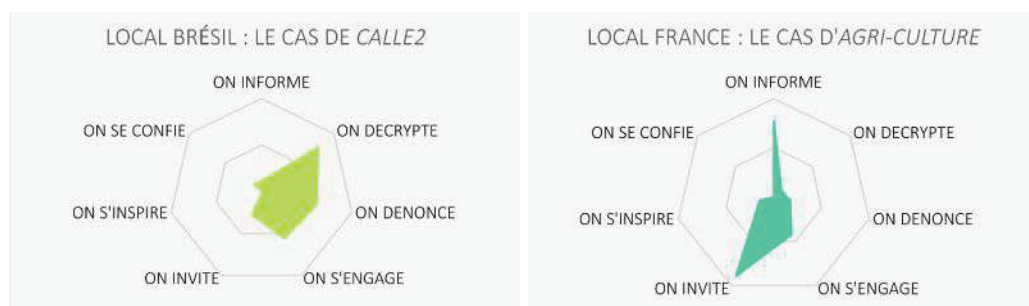 LOCAL BRÉSIL : LE CAS DE CALLE2
ON INFORME
ON SE CONFIE
ON DECRYPTE
ON S'INSPIRE
ON DENONCE
ON INVITE
ON S'ENGAGE
LOCAL FRANCE : LE CAS D'AGRI-CULTURE
ON INFORME
ON SE CONFIE
ON DECRYPTE
ON S'INSPIRE
ON DENONCE
ON INVITE
ON S'ENGAGE